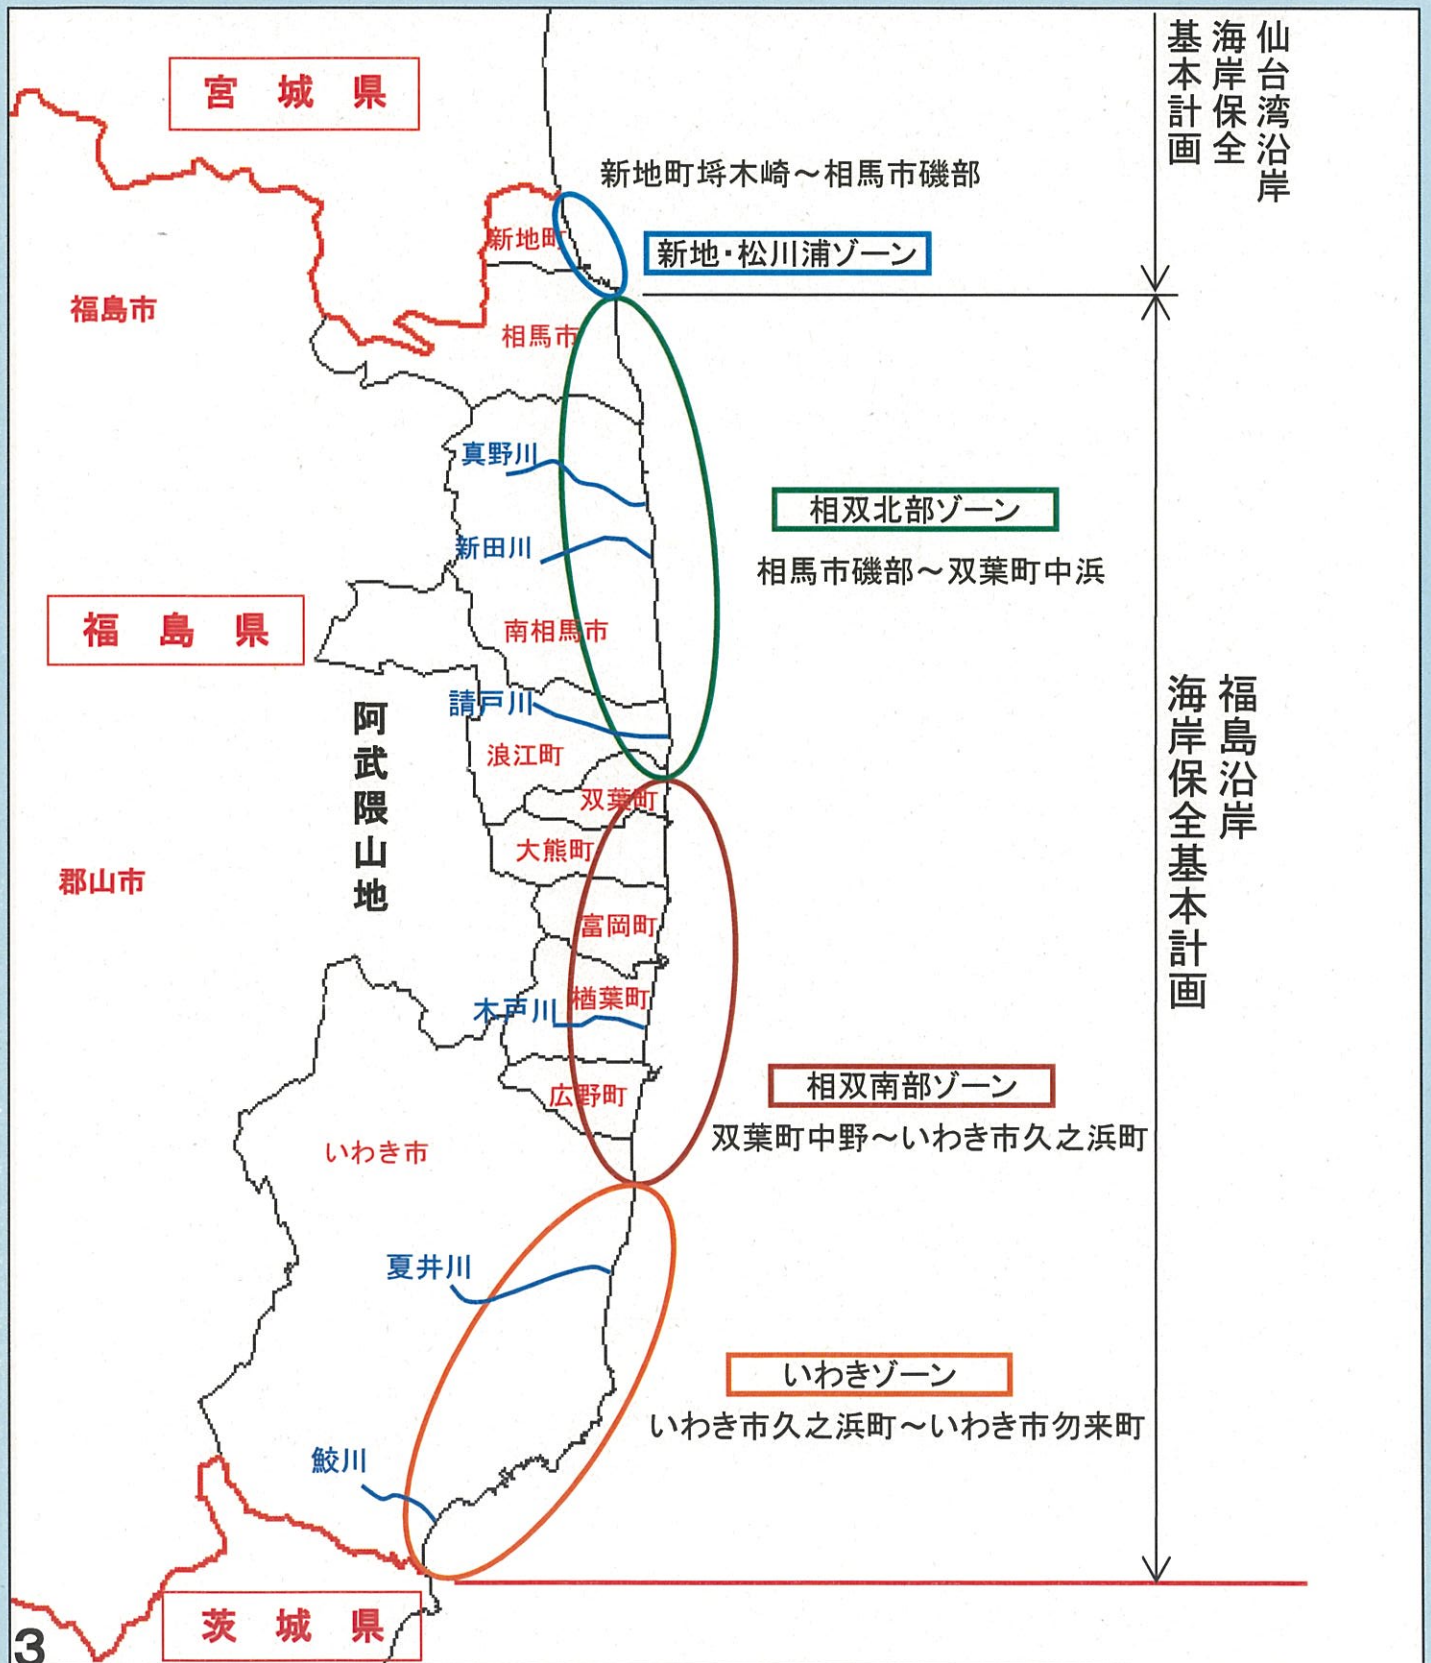 仙台湾沿岸
海岸保全
基本計画
宮城県
新地町埓木崎～相馬市磯部
新地町
新地・松川浦ゾーン
福島市
相馬市
真野川
相双北部ゾーン
新田川
相馬市磯部～双葉町中浜
福島県
南相馬市
請戸川
福島沿岸
海岸保全基本計画
阿武隈山地
浪江町
双葉町
大熊町
郡山市
富岡町
楢葉町
木戸川
相双南部ゾーン
広野町
双葉町中野～いわき市久之浜町
いわき市
夏井川
いわきゾーン
いわき市久之浜町～いわき市勿来町
鮫川
茨城県
3